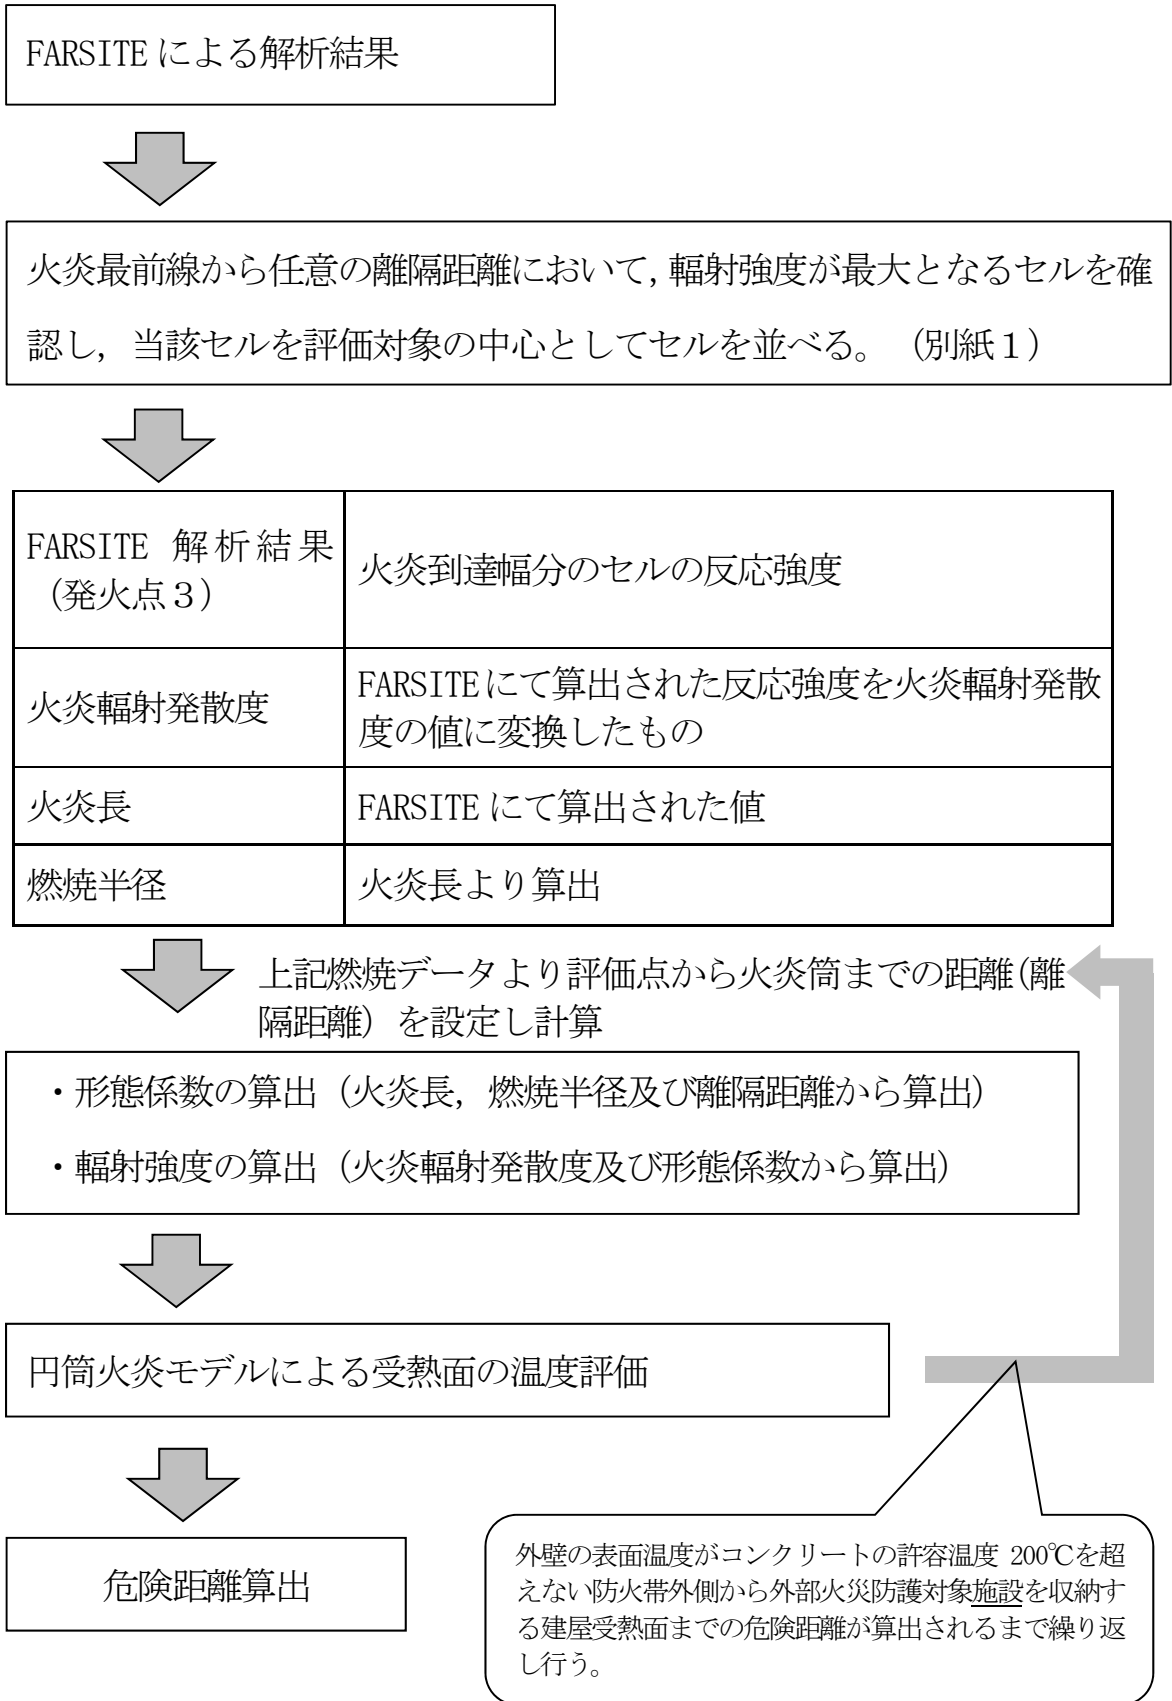 FARSITE による解析結果
火炎最前線から任意の離隔距離において,輻射強度が最大となるセルを確
認し，当該セルを評価対象の中心としてセルを並べる。（別紙１）
FARSITE 解析結果
（発火点３）
火炎到達幅分のセルの反応強度
火炎輻射発散度
FARSITEにて算出された反応強度を火炎輻射発散
度の値に変換したもの
火炎長
FARSITE にて算出された値
燃焼半径
火炎長より算出
上記燃焼データより評価点から火炎筒までの距離(離
隔距離）を設定し計算
・形態係数の算出（火炎長，燃焼半径及び離隔距離から算出）
・輻射強度の算出（火炎輻射発散度及び形態係数から算出）
円筒火炎モデルによる受熱面の温度評価
危険距離算出
外壁の表面温度がコンクリートの許容温度 200℃を超
えない防火帯外側から外部火災防護対象施設を収納す
る建屋受熱面までの危険距離が算出されるまで繰り返
し行う。